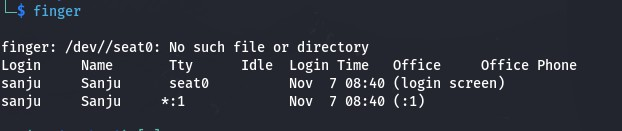 └─$ finger
finger: /dev//seat0: No such file or directory
Login     Name       Tty      Idle  Login Time   Office     Office Phone
sanju     Sanju      seat0          Nov  7 08:40 (login screen)
sanju     Sanju     *:1             Nov  7 08:40 (:1)